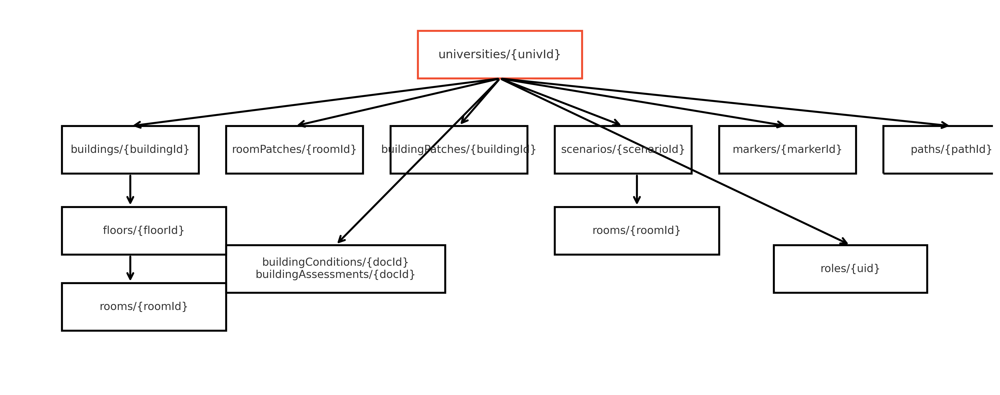 universities/{univId}
buildings/{buildingId}
roomPatches/{roomId}
buildingPatches/{buildingId}
scenarios/{scenarioId}
markers/{markerId}
paths/{pathId}
floors/{floorId}
rooms/{roomId}
buildingConditions/{docId}
buildingAssessments/{docId}
roles/{uid}
rooms/{roomId}